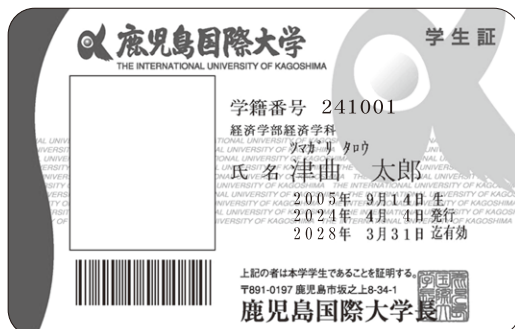 鹿児島国際大学
THE INTERNATIONAL UNIVERSITY OF KAGOSHIMA
学生証
学籍番号 241001
経済学部経済学科
ツマガリ タロウ
氏 名 津曲 太郎
2005年 9月14日 生
2024年 4月 4日 発行
2028年 3月31日 迄有効
上記の者は本学学生であることを証明する。
〒891-0197 鹿児島市坂之上8-34-1
鹿児島国際大学長